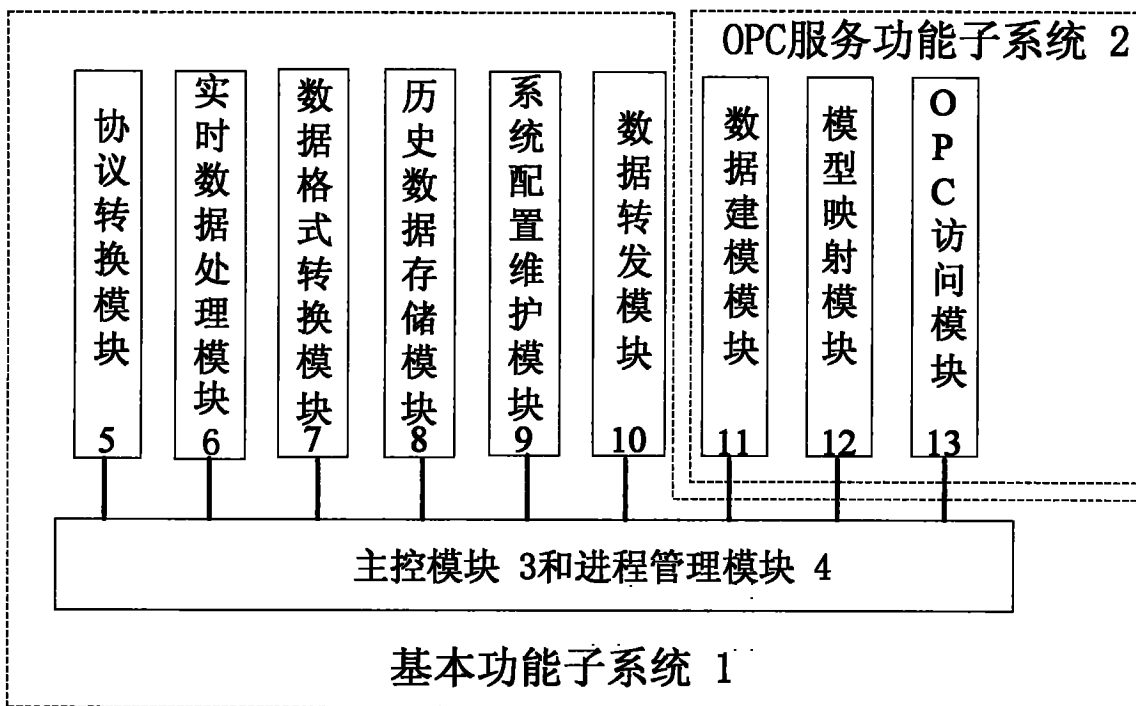 OPC服务功能子系统 2
协议转换模块 5
实时数据处理模块 6
数据格式转换模块 7
历史数据存储模块 8
系统配置维护模块 9
数据转发模块 10
数据建模模块 11
模型映射模块 12
OPC访问模块 13
主控模块 3和进程管理模块 4
基本功能子系统 1